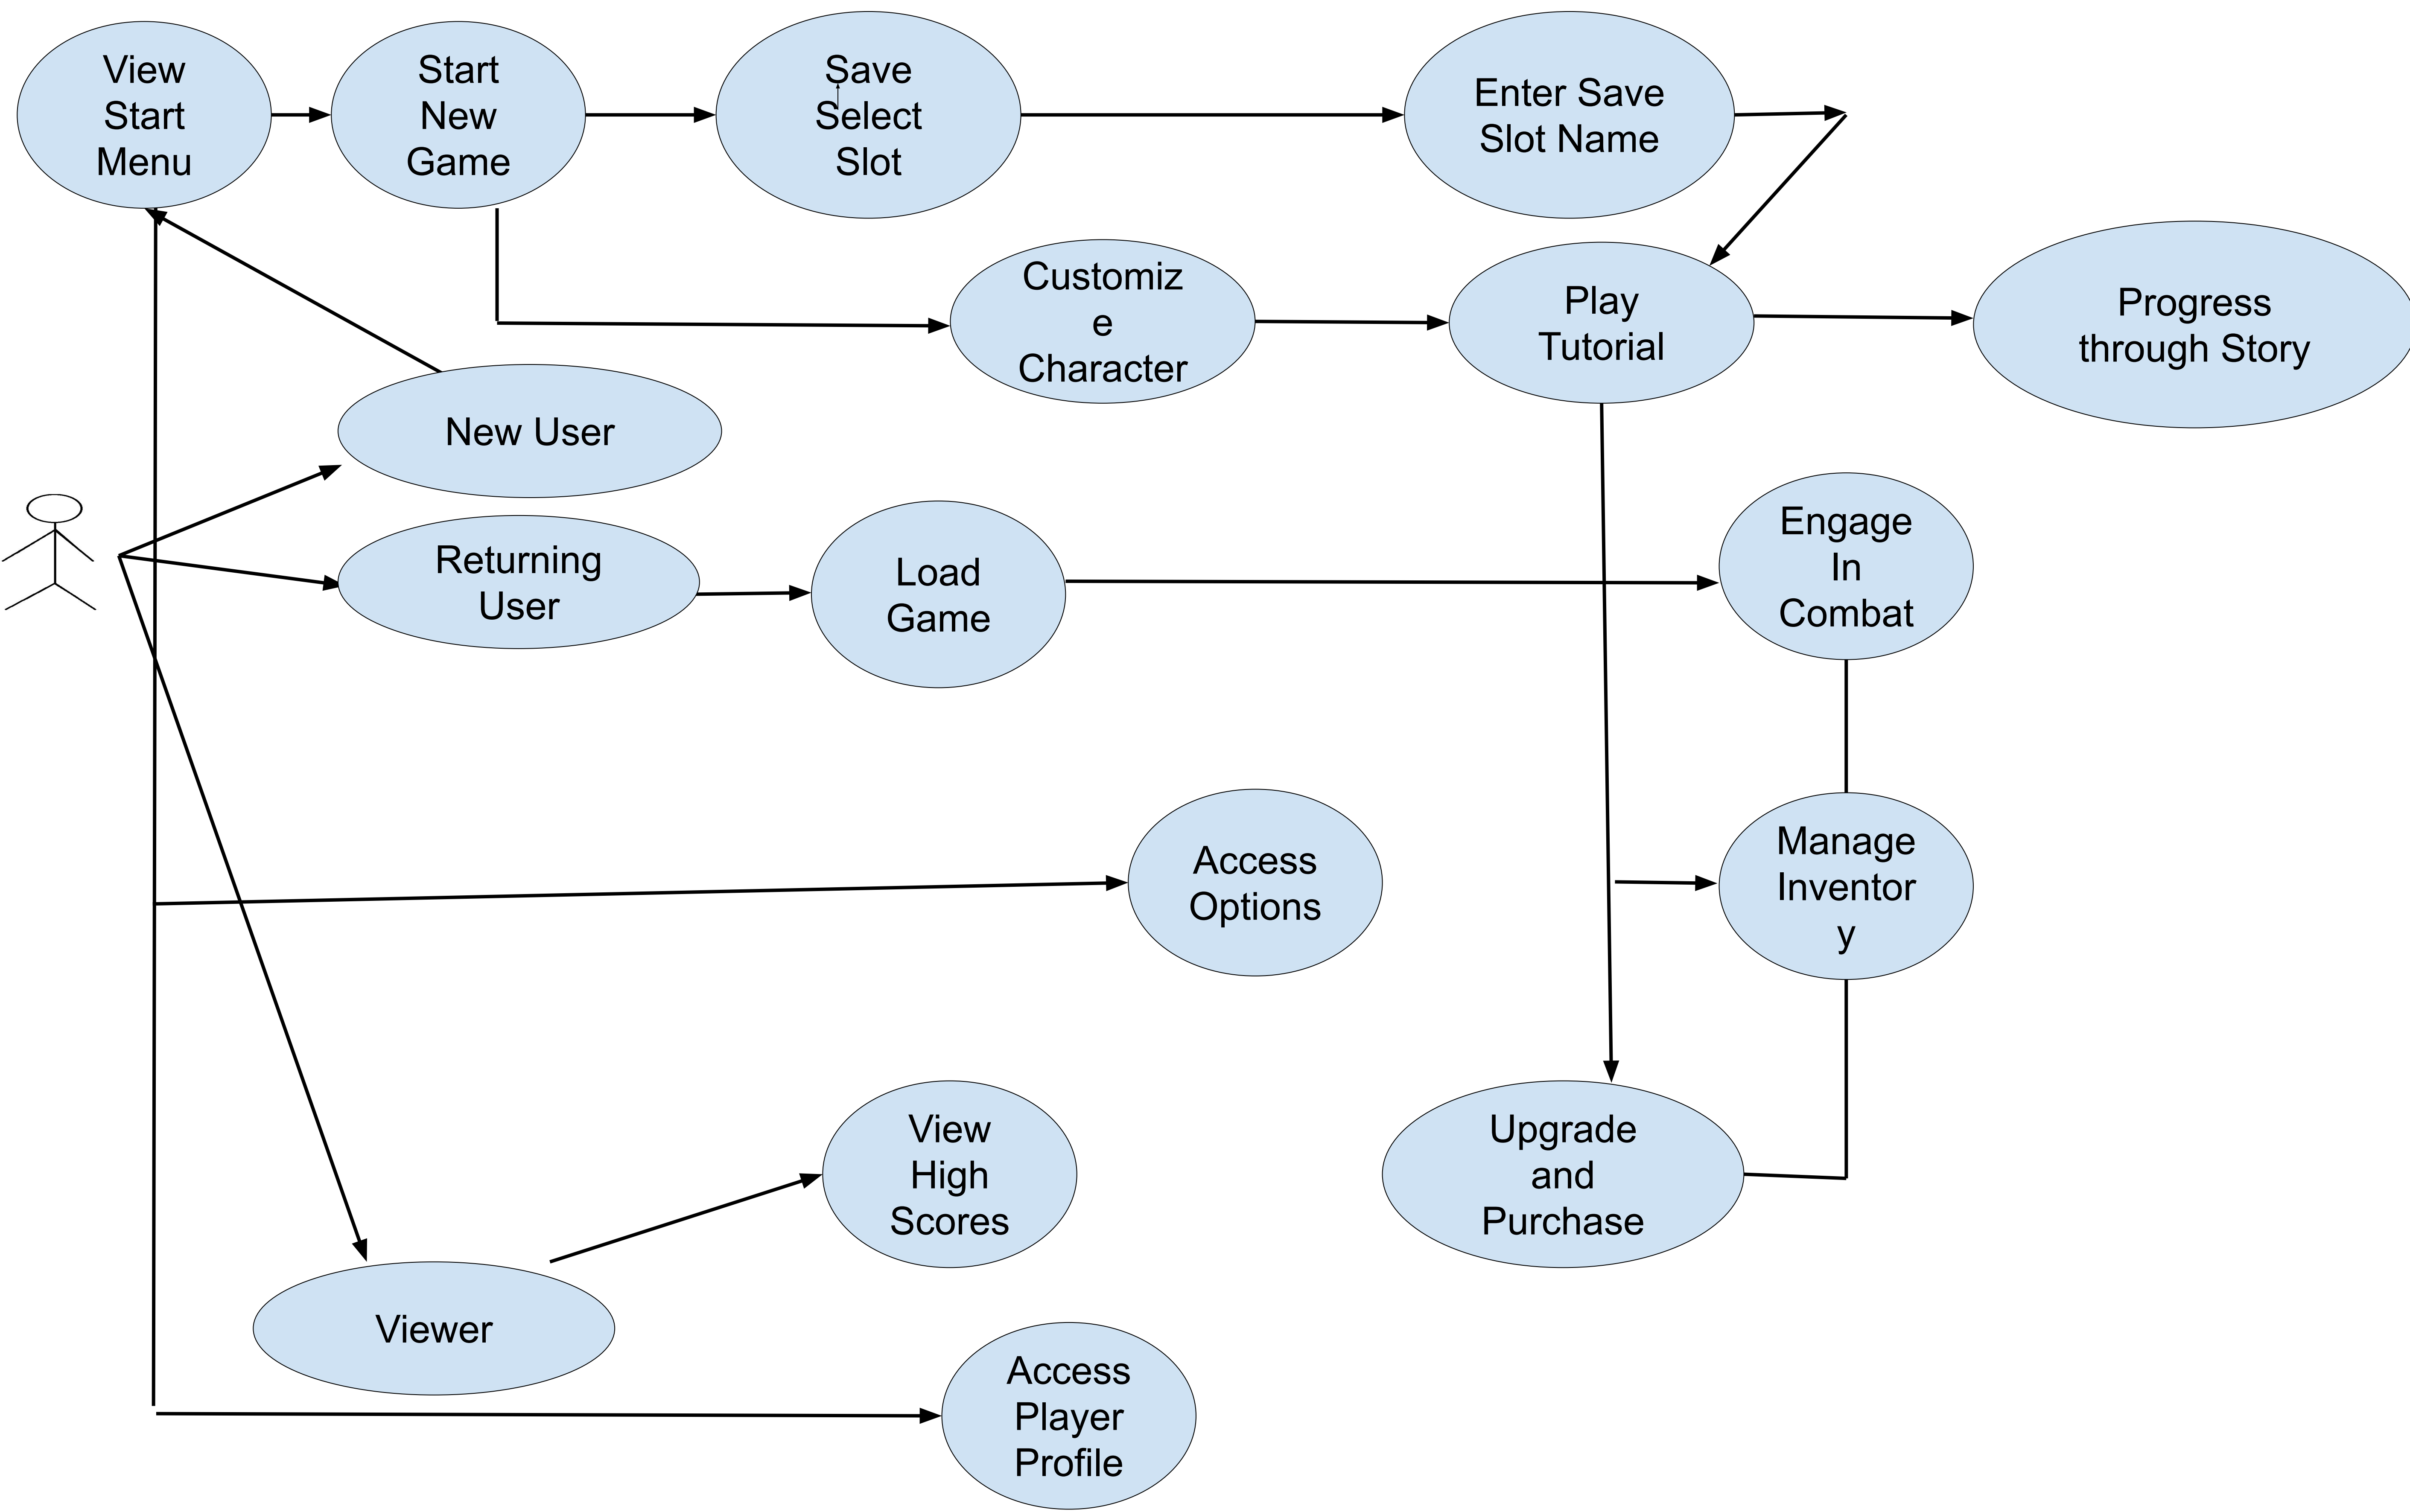 View
Start
Menu
Start
New
Game
Save
Select
Slot
Enter Save
Slot Name
Customiz
e
Character
Play
Tutorial
Progress
through Story
New User
Returning
User
Load
Game
Engage
In
Combat
Access
Options
Manage
Inventor
y
View
High
Scores
Upgrade
and
Purchase
Viewer
Access
Player
Profile